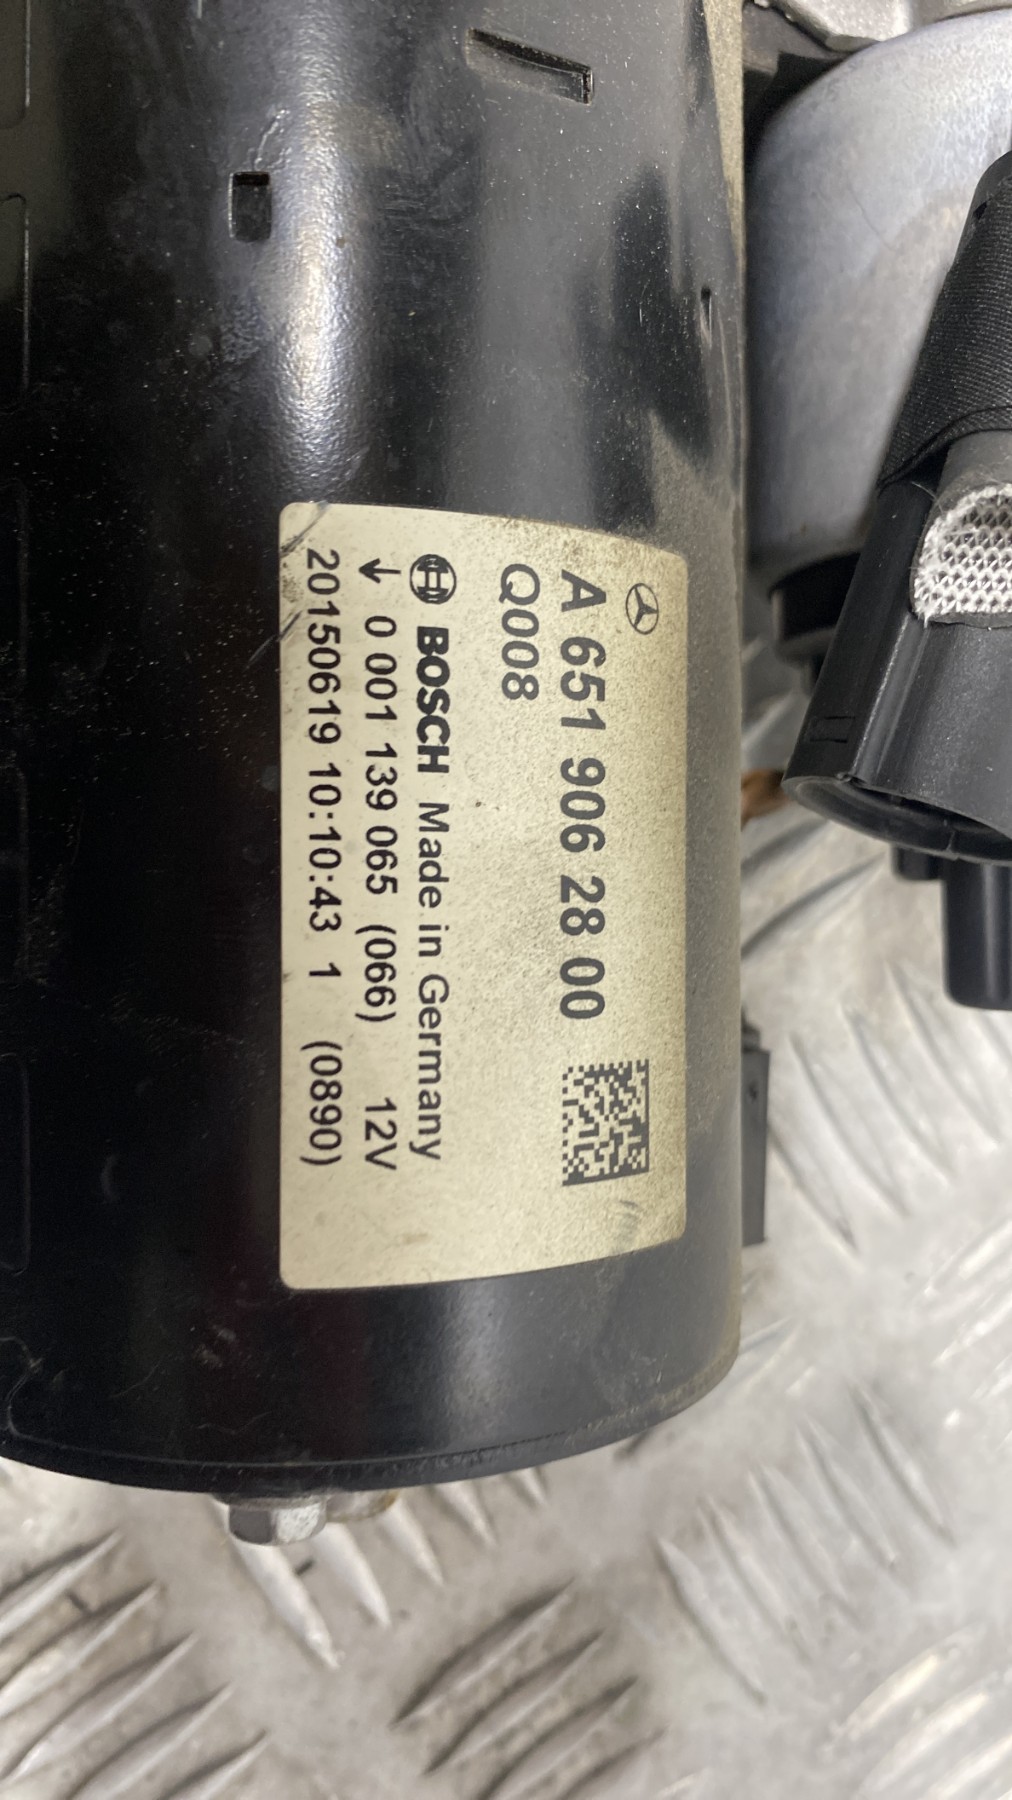 A 651 906 28 00
Q008
BOSCH Made in Germany
↓ 0 001 139 065 (066) 12V
20150619 10:10:43 1 (0890)